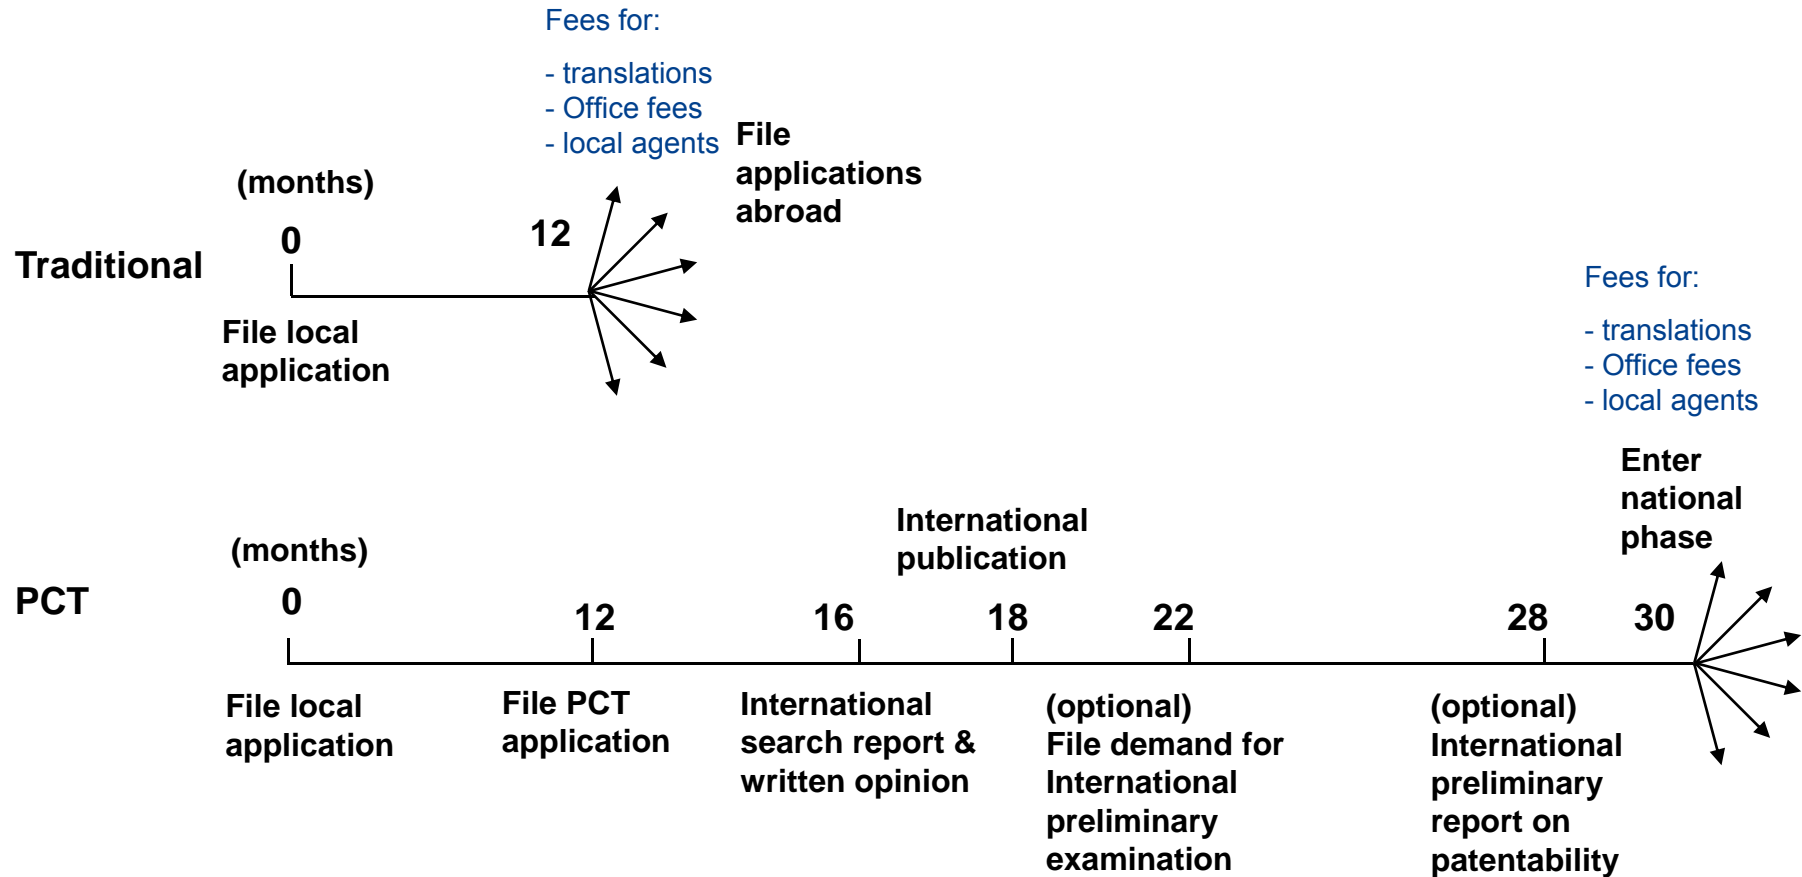 Fees for:
- translations
- Office fees
- local agents
File
applications
abroad
(months)
0
12
Traditional
File local
application
Fees for:
- translations
- Office fees
- local agents
Enter
national
phase
International
publication
(months)
PCT
0
12
16
18
22
28
30
File local
application
File PCT
application
International
search report &
written opinion
(optional)
File demand for
International
preliminary
examination
(optional)
International
preliminary
report on
patentability